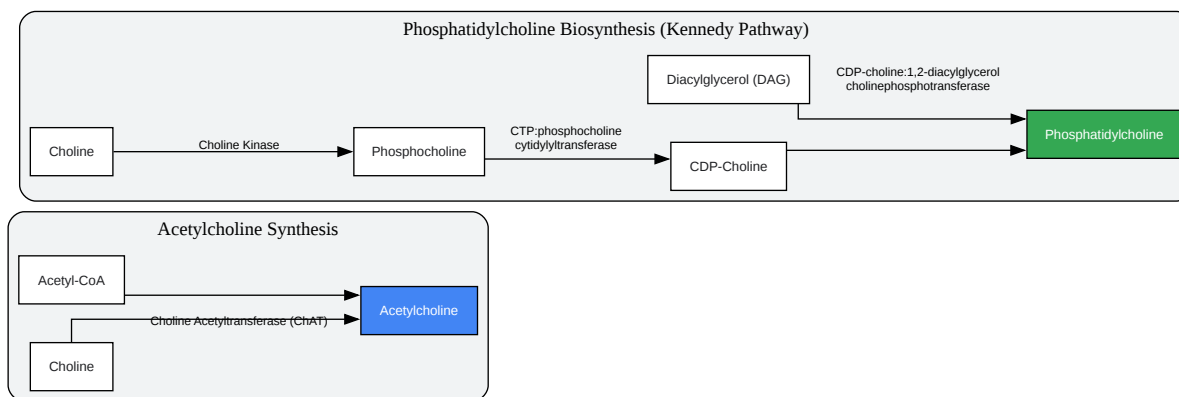 Phosphatidylcholine Biosynthesis (Kennedy Pathway)
Diacylglycerol (DAG)
CDP-choline:1,2-diacylglycerol
cholinephosphotransferase
Choline
Choline Kinase
Phosphocholine
CTP:phosphocholine
cytidylyltransferase
CDP-Choline
Phosphatidylcholine
Acetylcholine Synthesis
Acetyl-CoA
Choline Acetyltransferase (ChAT)
Acetylcholine
Choline